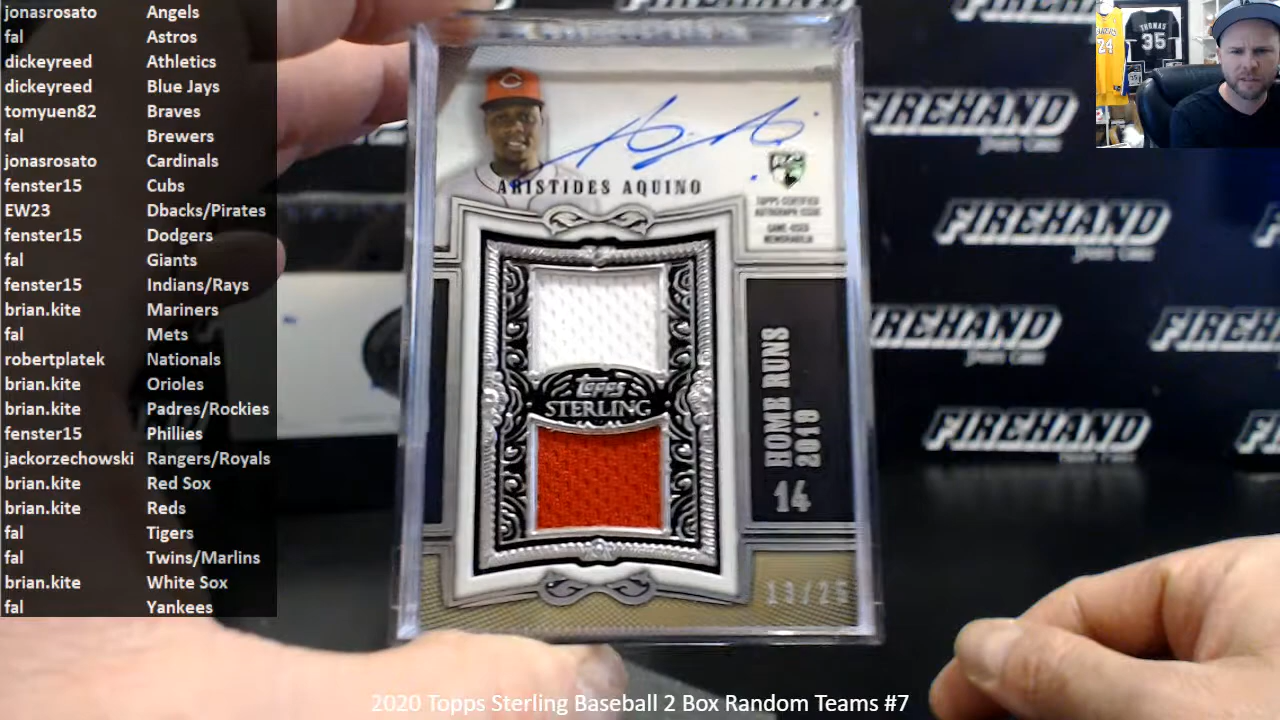 jonasrosato Angels
fal Astros
dickeyreed Athletics
dickeyreed Blue Jays
tomyuen82 Braves
fal Brewers
jonasrosato Cardinals
fenster15 Cubs
EW23 Dbacks/Pirates
fenster15 Dodgers
fal Giants
fenster15 Indians/Rays
brian.kite Mariners
fal Mets
robertplatek Nationals
brian.kite Orioles
brian.kite Padres/Rockies
fenster15 Phillies
jackorzechowski Rangers/Royals
brian.kite Red Sox
brian.kite Reds
fal Tigers
fal Twins/Marlins
brian.kite White Sox
fal Yankees
ARISTIDES AQUINO
TOPPS CERTIFIED
AUTOGRAPH ISSUE
GAME-USED
MEMORABILIA
topps
STERLING
HOME RUNS
2019
14
13/25
FIREHAND
FIREHAND
FIREHAND
FIREHAND
THOMAS
35
24
2020 Topps Sterling Baseball 2 Box Random Teams #7